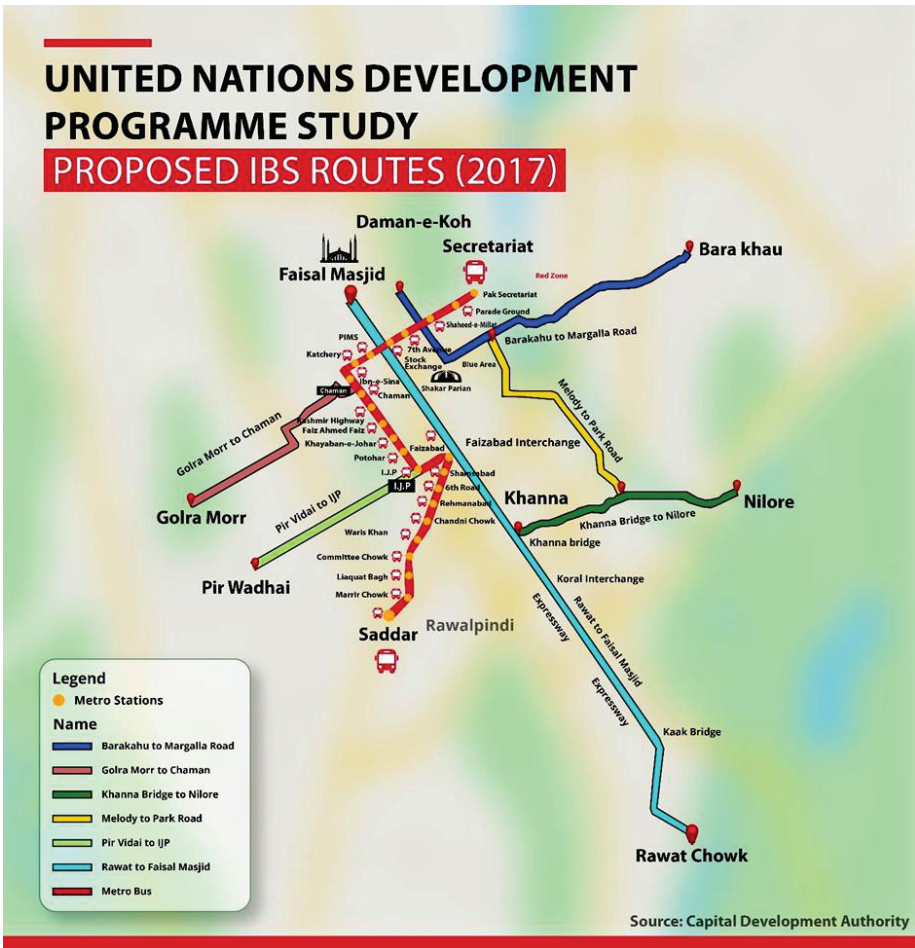 UNITED NATIONS DEVELOPMENT
PROGRAMME STUDY
PROPOSED IBS ROUTES (2017)
Daman-e-Koh
Secretariat
Faisal Masjid
Bara khau
Red Zone
Pak Secretariat
Parade Ground
Shaheed-e-Millat
Barakahu to Margalla Road
PIMS
7th Avenue
Katchery
Stock
Exchange
Blue Area
Ibn-e-Sina
Shakar Parian
Chaman
Chaman
Melody to Park Road
Golra Morr to Chaman
Kashmir Highway
Faiz Ahmed Faiz
Khayaban-e-Johar
Faizabad
Faizabad Interchange
Potohar
I.J.P
Shamsabad
I.J.P
6th Road
Khanna
Nilore
Rehmanabad
Golra Morr
Pir Vidai to IJP
Chandni Chowk
Khanna Bridge to Nilore
Waris Khan
Khanna bridge
Committee Chowk
Pir Wadhai
Liaquat Bagh
Koral Interchange
Marrir Chowk
Expressway
Rawat to Faisal Masjid
Saddar
Rawalpindi
Expressway
Kaak Bridge
Rawat Chowk
Legend
Metro Stations
Name
Barakahu to Margalla Road
Golra Morr to Chaman
Khanna Bridge to Nilore
Melody to Park Road
Pir Vidai to IJP
Rawat to Faisal Masjid
Metro Bus
Source: Capital Development Authority